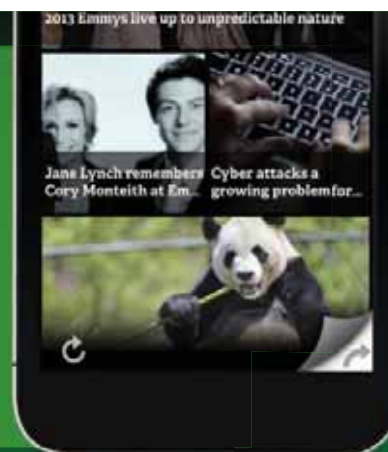 2013 Emmys live up to unpredictable nature
Jane Lynch remembers
Cory Monteith at Em...
Cyber attacks a
growing problem for...